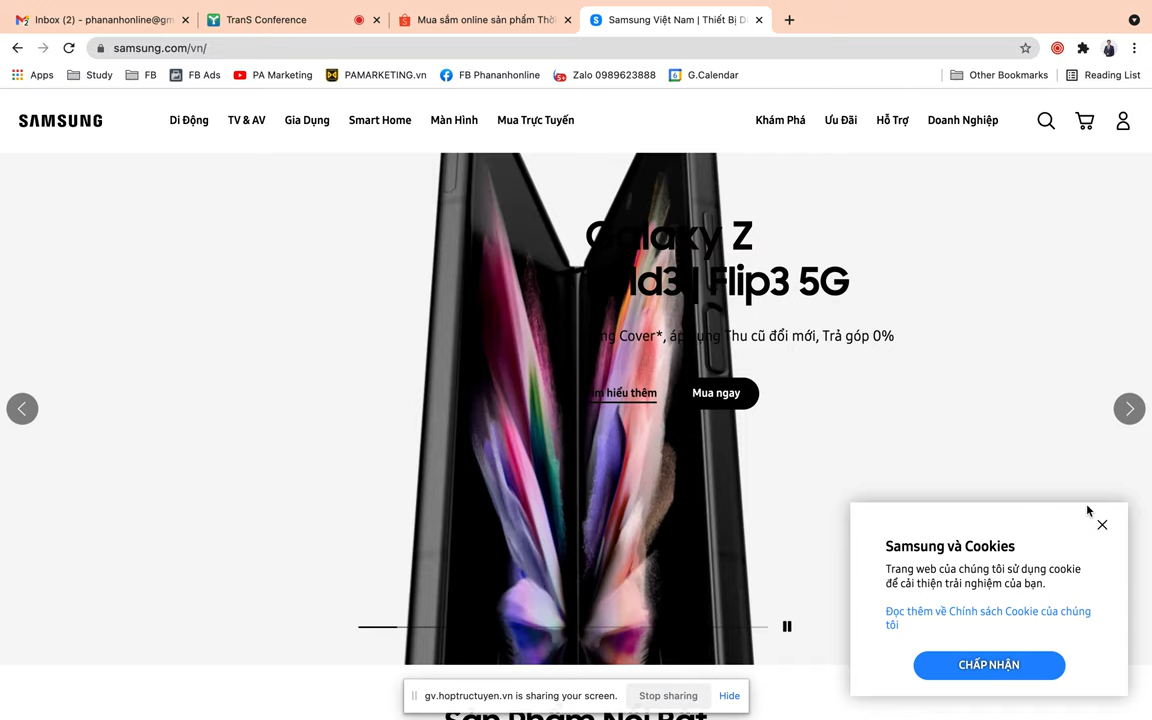 Inbox (2) - phananhonline@gm
TranS Conference
Mua sắm online sản phẩm Thờ
Samsung Việt Nam | Thiết Bị D
samsung.com/vn/
Apps
Study
FB
FB Ads
PA Marketing
PAMARKETING.vn
FB Phananhonline
Zalo 0989623888
G.Calendar
Other Bookmarks
Reading List
SAMSUNG
Di Động
TV & AV
Gia Dụng
Smart Home
Màn Hình
Mua Trực Tuyến
Khám Phá
Ưu Đãi
Hỗ Trợ
Doanh Nghiệp
Galaxy Z
Flip3 5G
Cover*, áp dụng Thu cũ đổi mới, Trả góp 0%
hiểu thêm
Mua ngay
Samsung và Cookies
Trang web của chúng tôi sử dụng cookie
để cải thiện trải nghiệm của bạn.
Đọc thêm về Chính sách Cookie của chúng
tôi
CHẤP NHẬN
gv.hoptructuyen.vn is sharing your screen.
Stop sharing
Hide
Sản Phẩm Nổi Bật